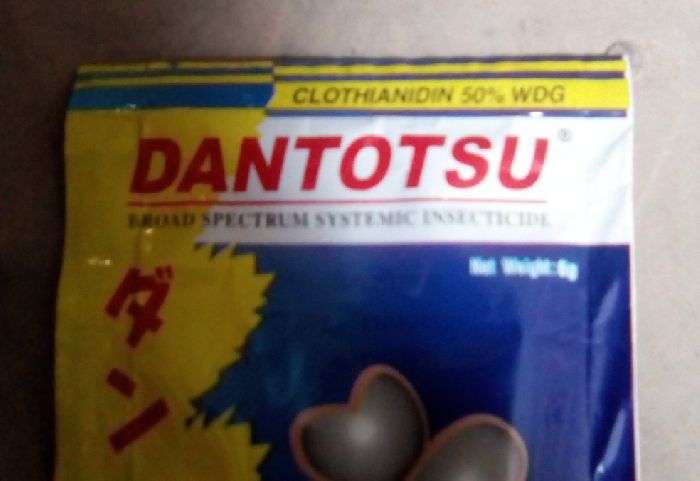 CLOTHIANIDIN 50% WDG
DANTOTSU®
BROAD SPECTRUM SYSTEMIC INSECTICIDE
Net Weight:6g
ダン